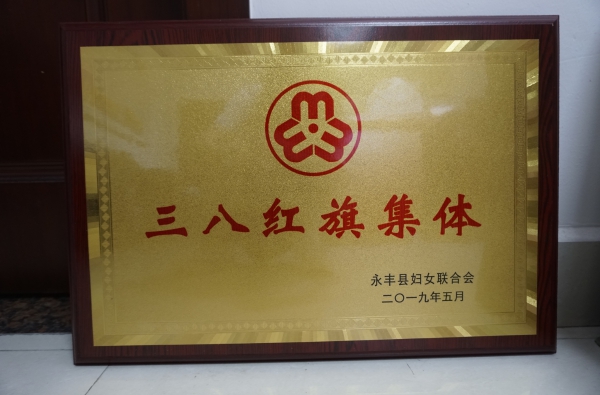 三八红旗集体
永丰县妇女联合会
二〇一九年五月